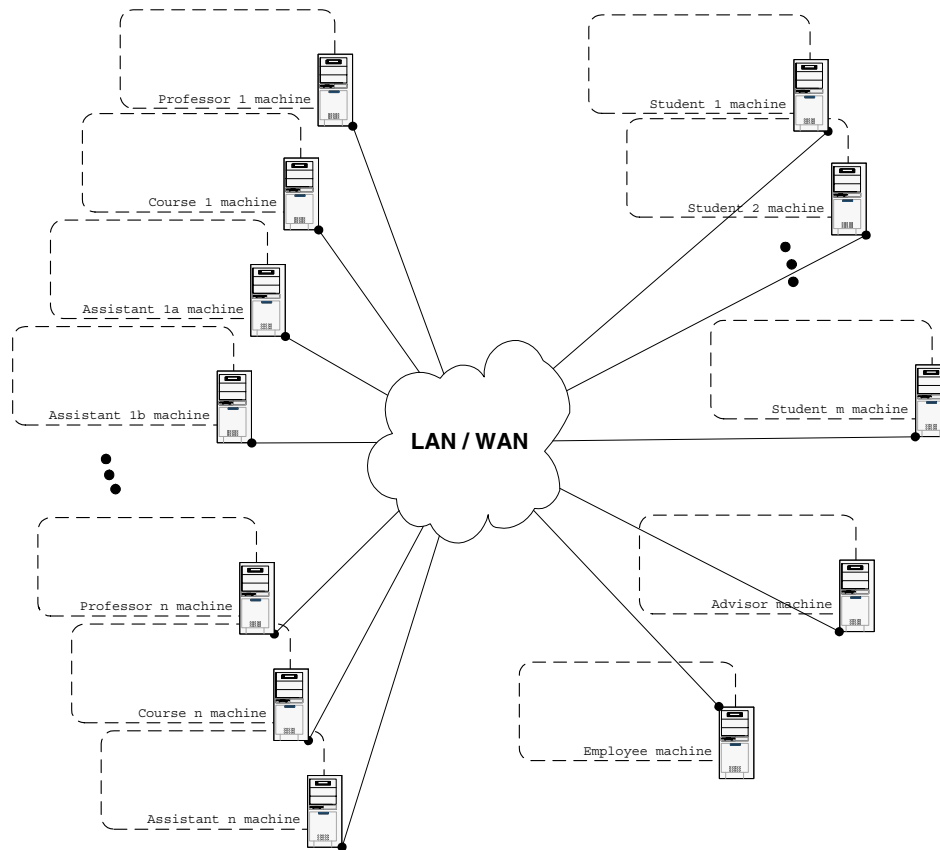 Professor 1 machine
Course 1 machine
Assistant 1a machine
Assistant 1b machine
Professor n machine
Course n machine
Assistant n machine
LAN / WAN
Student 1 machine
Student 2 machine
Student m machine
Advisor machine
Employee machine